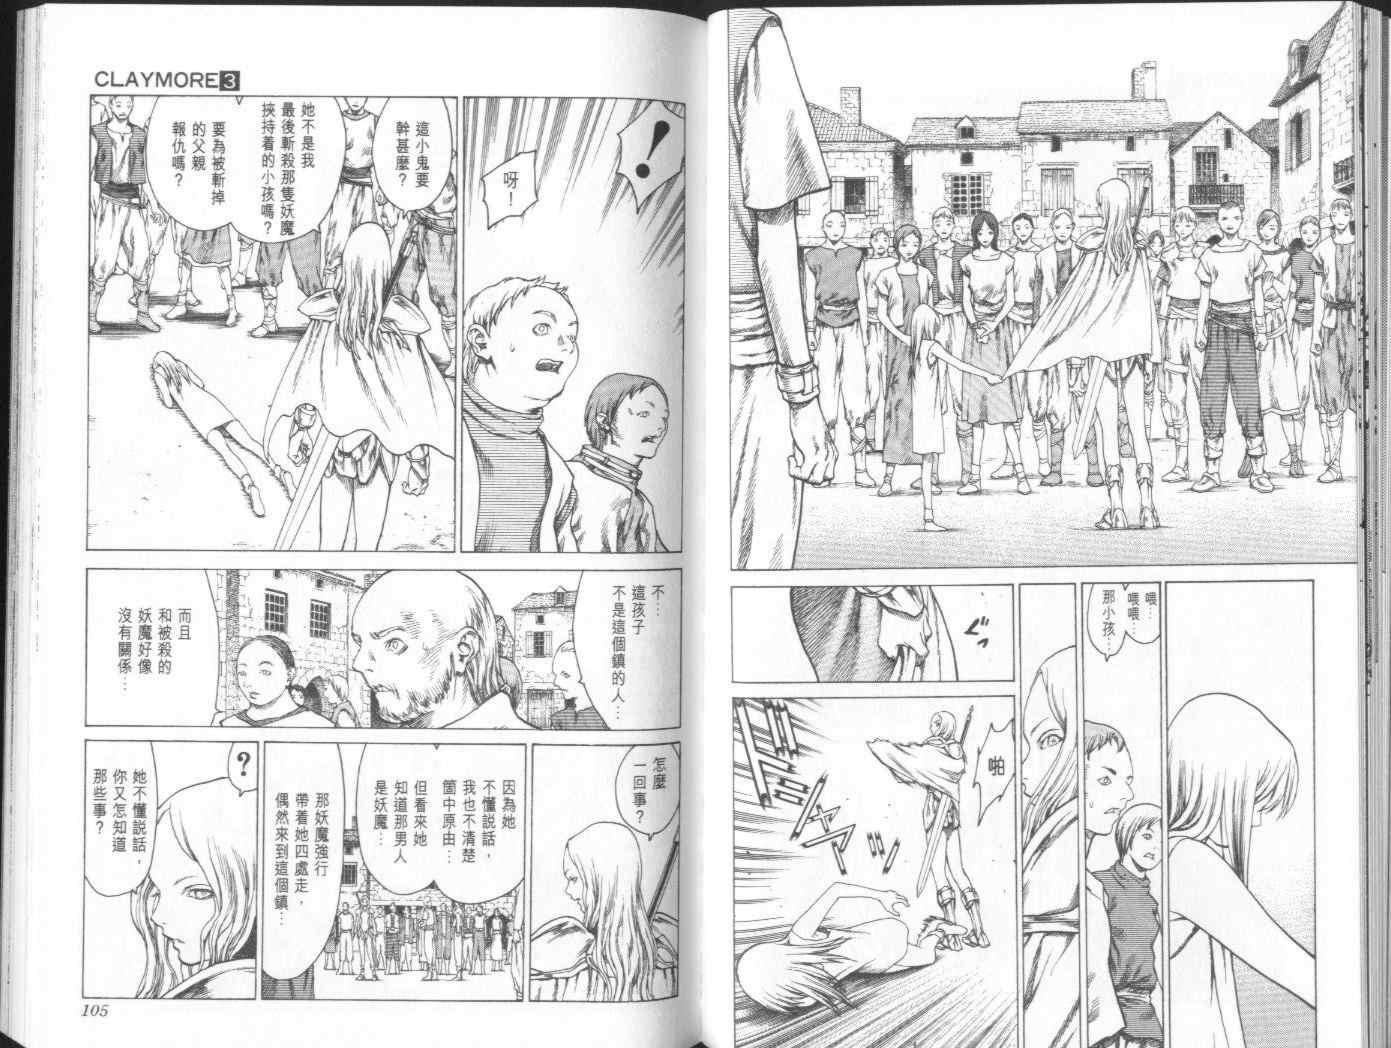 喂…
喂喂…
那小孩…
ぐっ
啪
CLAYMORE 3
！
呀！
這小鬼要
幹甚麼？
她不是我
最後斬殺那隻妖魔
挾持着的小孩嗎？
要為被斬掉
的父親
報仇嗎？
不…
這孩子
不是這個鎮的人…
而且
和被殺的
妖魔好像
沒有關係…
怎麼
一回事？
因為她
不懂説話，
我也不清楚
箇中原由…
但看來她
知道那男人
是妖魔…
那妖魔強行
帶着她四處走，
偶然來到這個鎮…
？
她不懂説話，
你又怎知道
那些事？
105